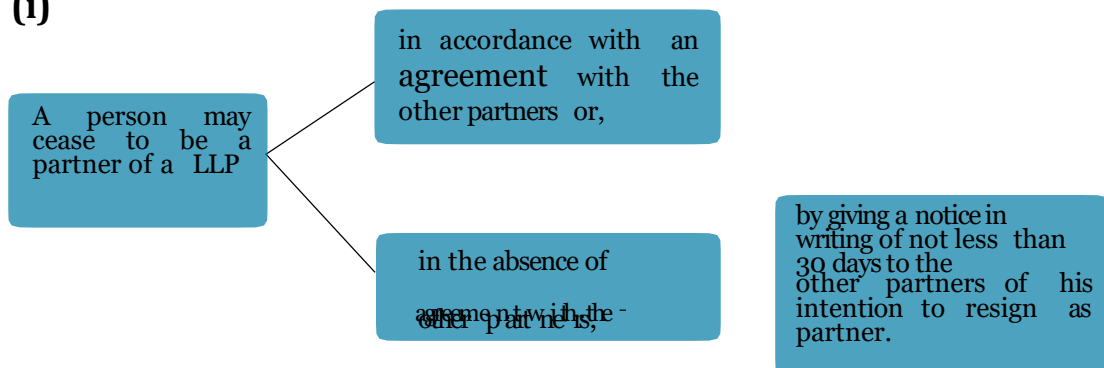 (i)
A person may
cease to be a
partner of a LLP
in accordance with an
agreement with the
other partners or,
in the absence of
by giving a notice in
writing of not less than
30 days to the
other partners of his
intention to resign as
partner.